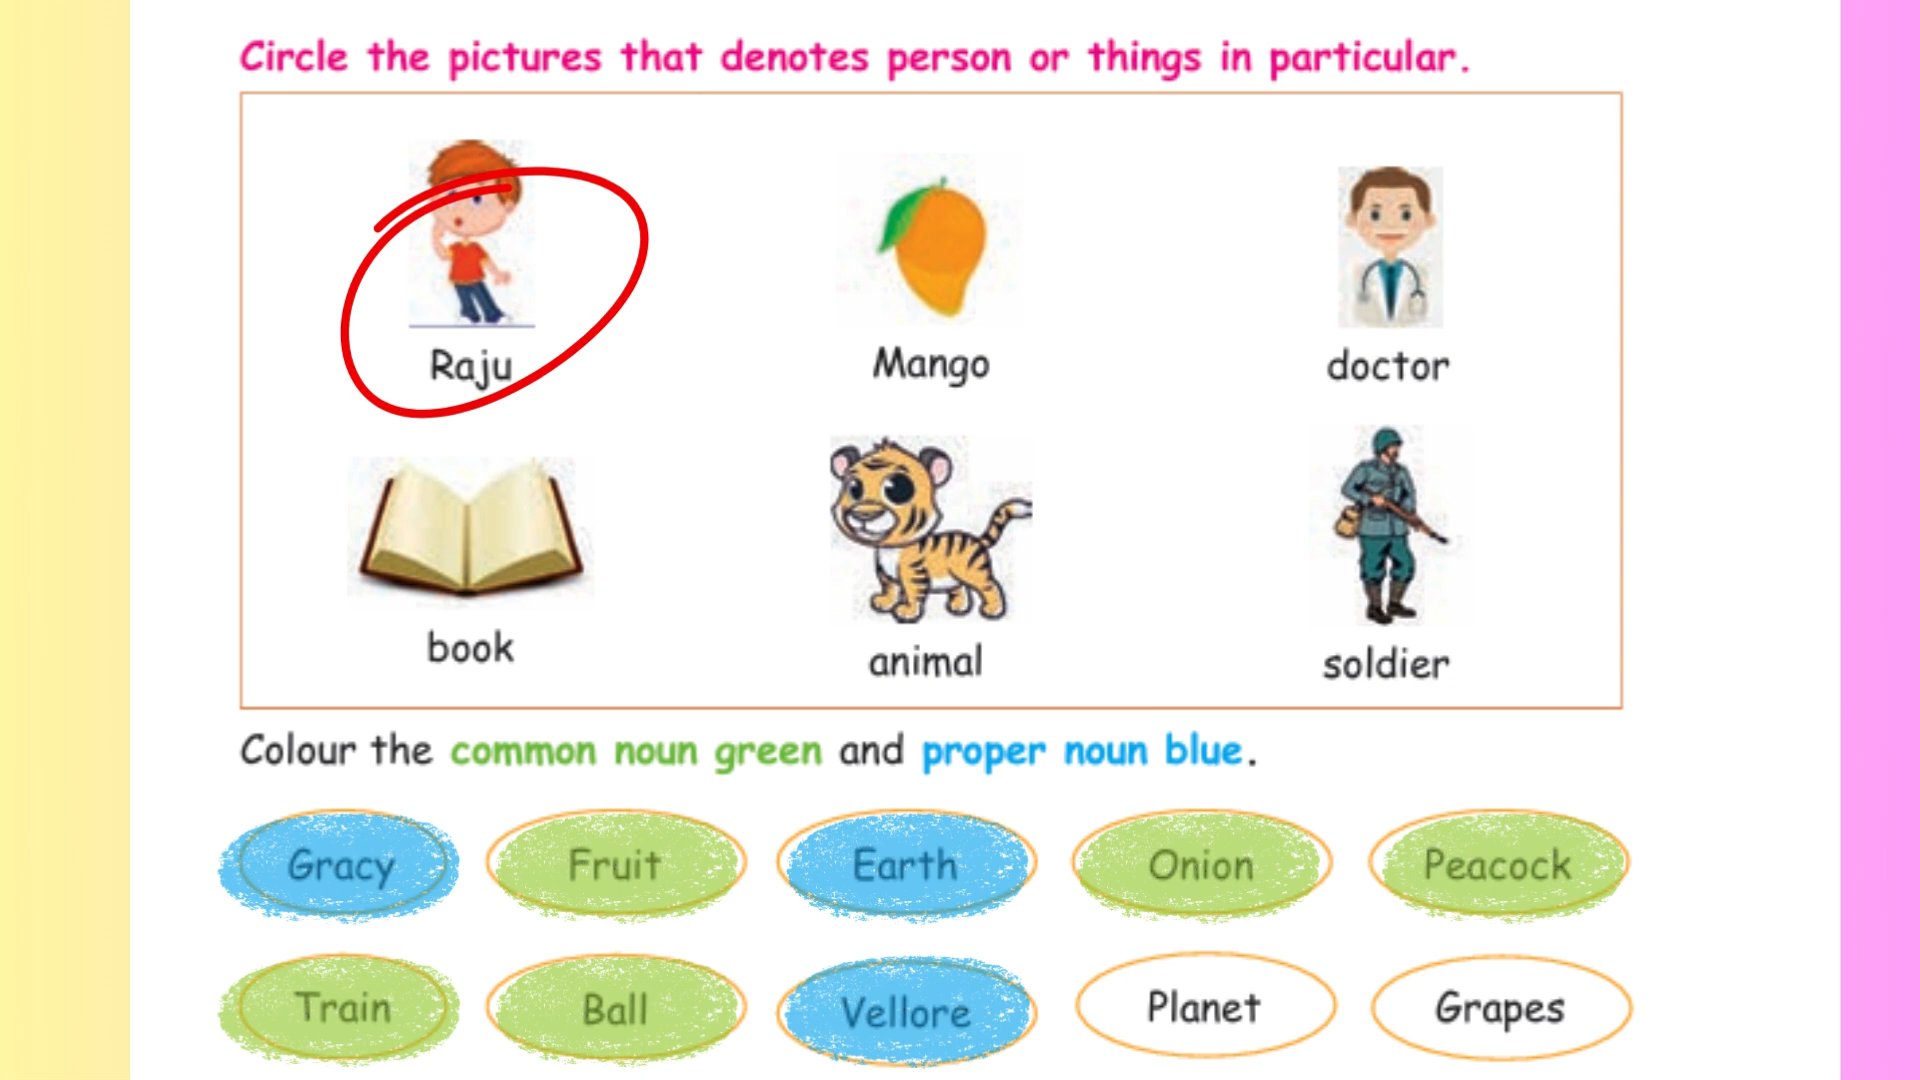 Circle the pictures that denotes person or things in particular.
Raju Mango doctor
book animal soldier
Colour the common noun green and proper noun blue.
Gracy Fruit Earth Onion Peacock
Train Ball Vellore Planet Grapes